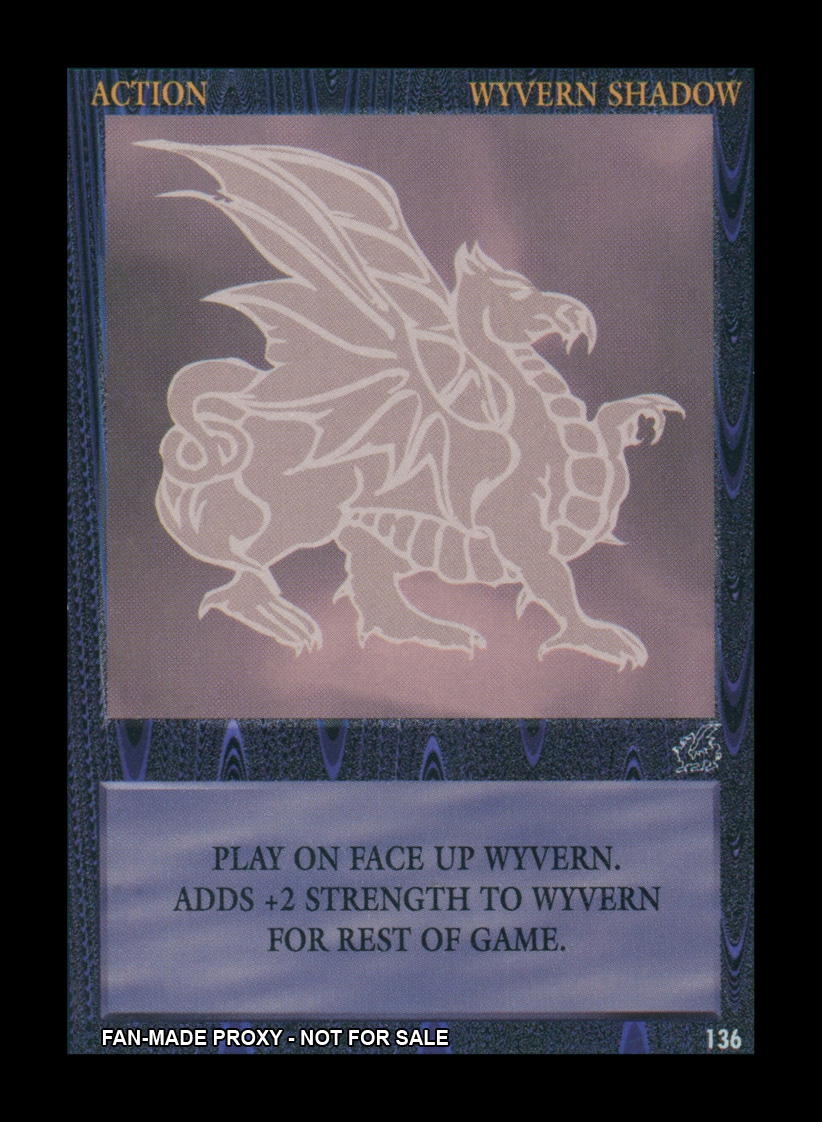 ACTION WYVERN SHADOW
PLAY ON FACE UP WYVERN.
ADDS +2 STRENGTH TO WYVERN
FOR REST OF GAME.
FAN-MADE PROXY - NOT FOR SALE 136